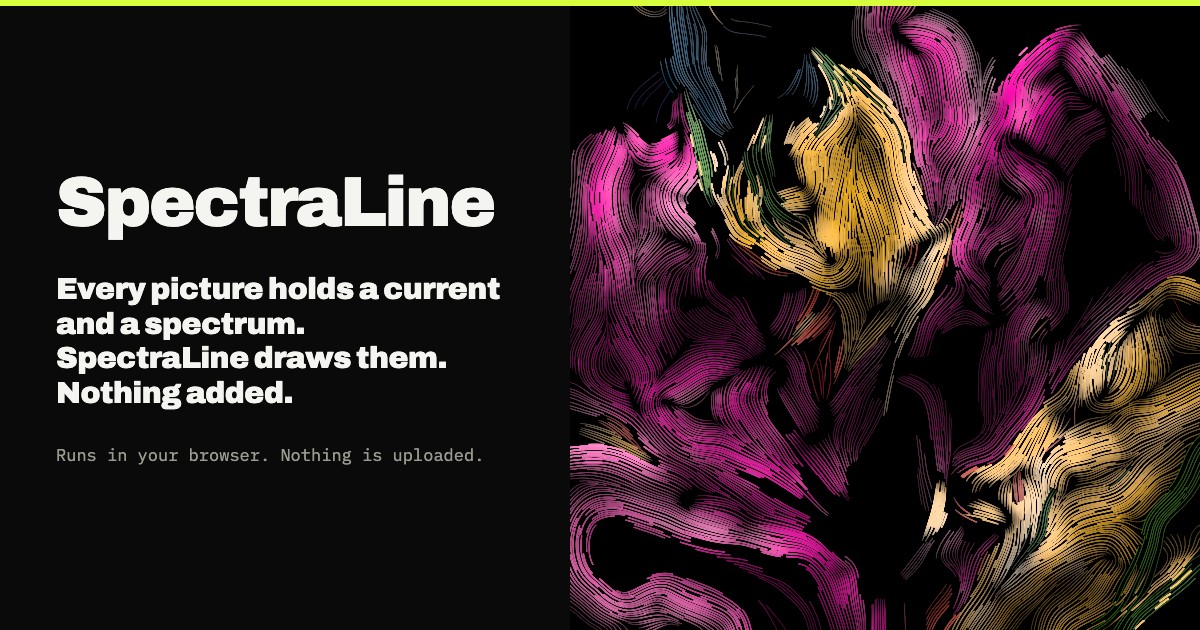 SpectraLine
Every picture holds a current
and a spectrum.
SpectraLine draws them.
Nothing added.
Runs in your browser. Nothing is uploaded.